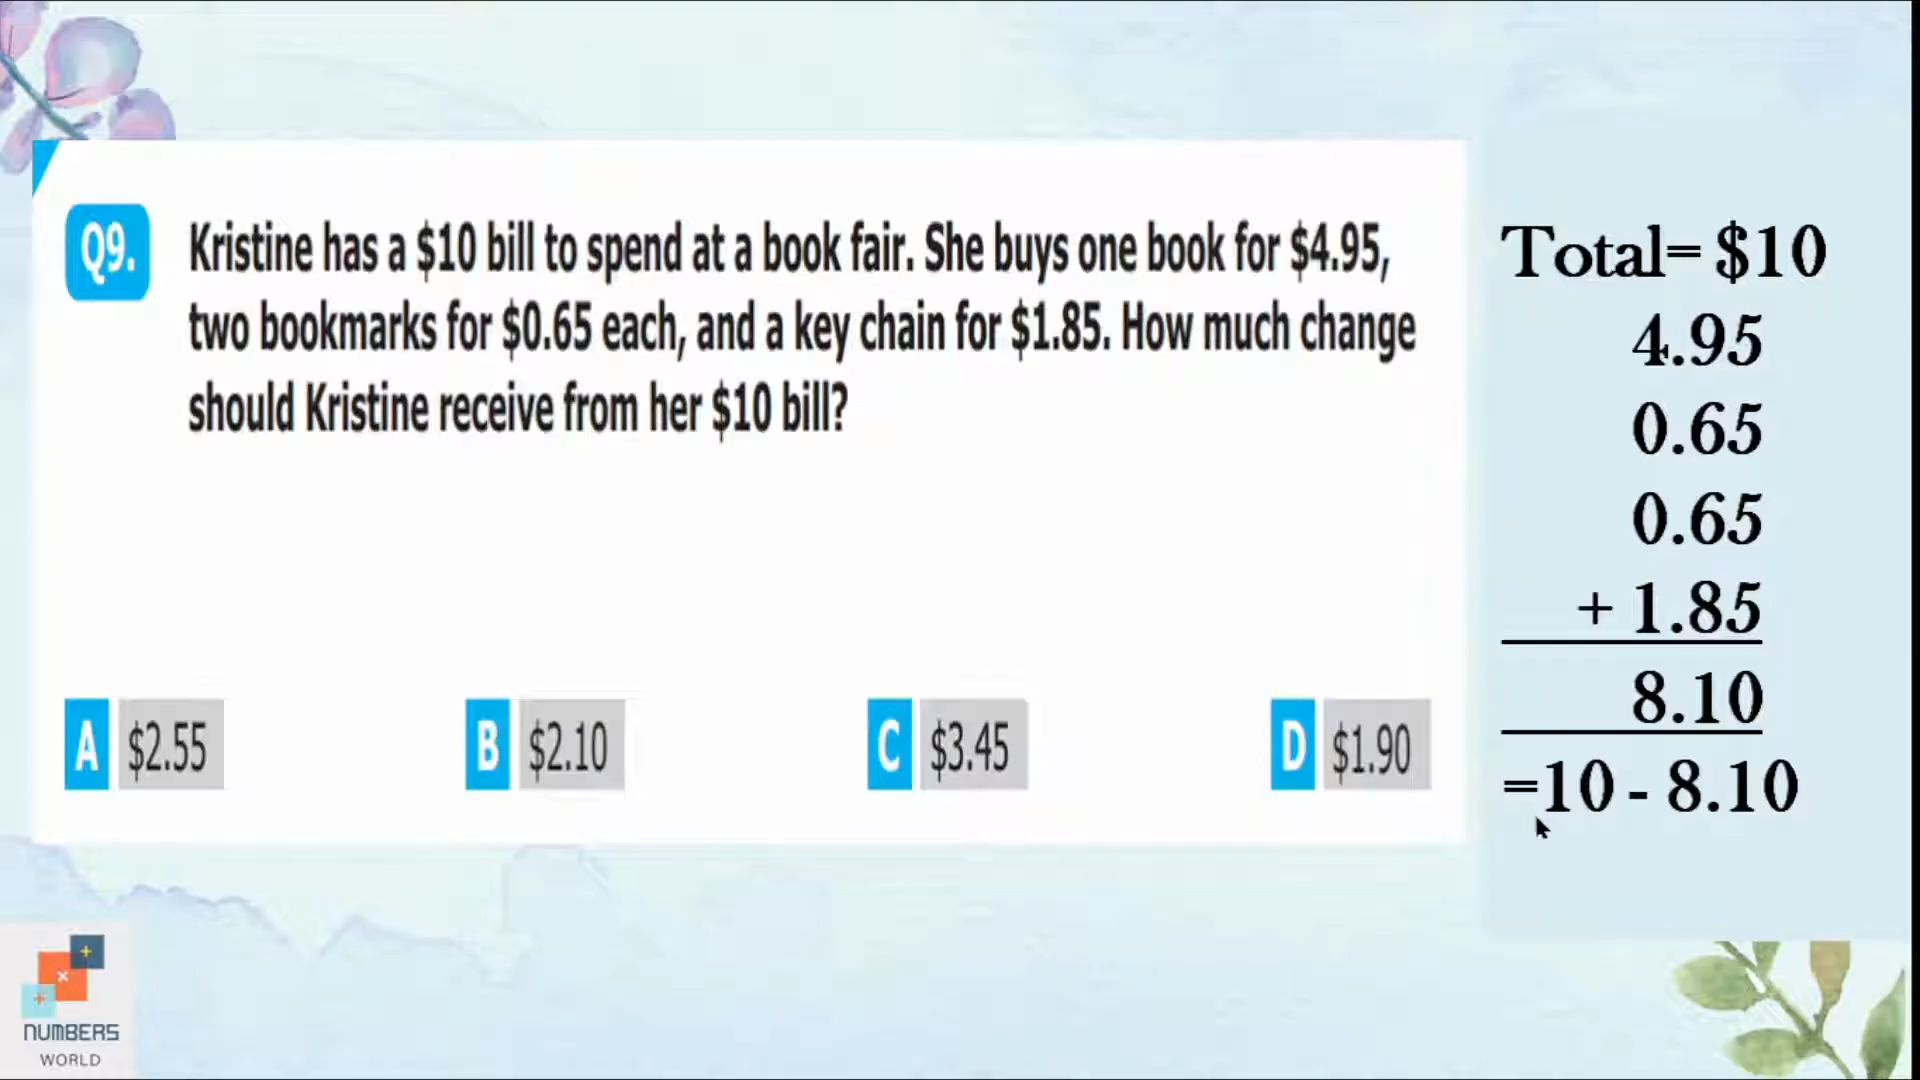 Q9. Kristine has a $10 bill to spend at a book fair. She buys one book for $4.95,
two bookmarks for $0.65 each, and a key chain for $1.85. How much change
should Kristine receive from her $10 bill?
A $2.55
B $2.10
C $3.45
D $1.90
Total= $10
4.95
0.65
0.65
+ 1.85
8.10
=10 - 8.10
+
×
+
NUMBERS
WORLD